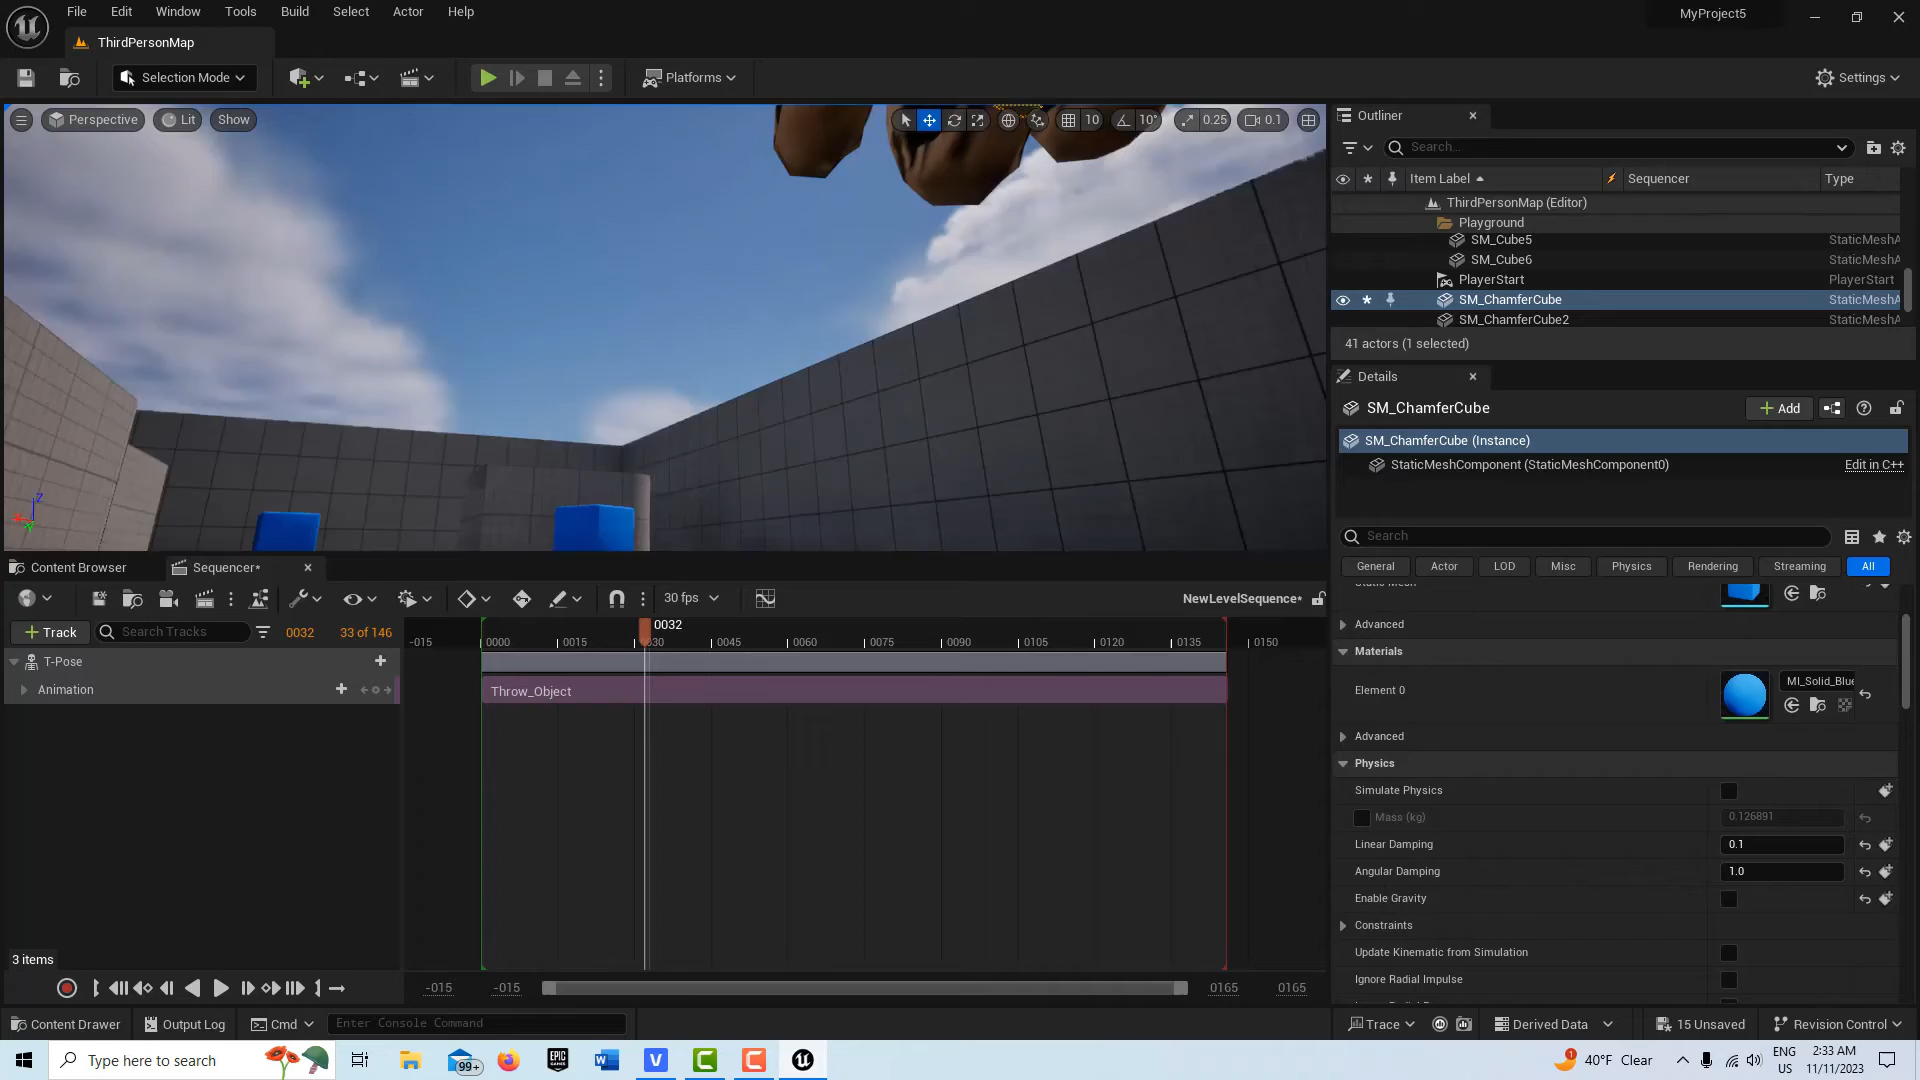 File Edit Window Tools Build Select Actor Help
MyProject5
ThirdPersonMap
Selection Mode
Platforms
Settings
Perspective Lit Show
10 10° 0.25 0.1
Outliner
Search...
Item Label Sequencer Type
ThirdPersonMap (Editor)
Playground
SM_Cube5 StaticMeshA
SM_Cube6 StaticMeshA
PlayerStart PlayerStart
SM_ChamferCube StaticMeshA
SM_ChamferCube2 StaticMeshA
41 actors (1 selected)
Details
SM_ChamferCube
Add
SM_ChamferCube (Instance)
StaticMeshComponent (StaticMeshComponent0) Edit in C++
Search
General Actor LOD Misc Physics Rendering Streaming All
Advanced
Materials
Element 0 MI_Solid_Blue
Advanced
Physics
Simulate Physics
Mass (kg) 0.126891
Linear Damping 0.1
Angular Damping 1.0
Enable Gravity
Constraints
Update Kinematic from Simulation
Ignore Radial Impulse
Content Browser Sequencer*
30 fps NewLevelSequence*
Track Search Tracks 0032 33 of 146
0032
-015 0000 0015 0030 0045 0060 0075 0090 0105 0120 0135 0150
T-Pose
Animation
Throw_Object
3 items
-015 -015 0165 0165
Content Drawer Output Log Cmd Enter Console Command
Trace Derived Data 15 Unsaved Revision Control
Type here to search
99+
EPIC GAMES
1 40°F Clear
ENG US
2:33 AM
11/11/2023